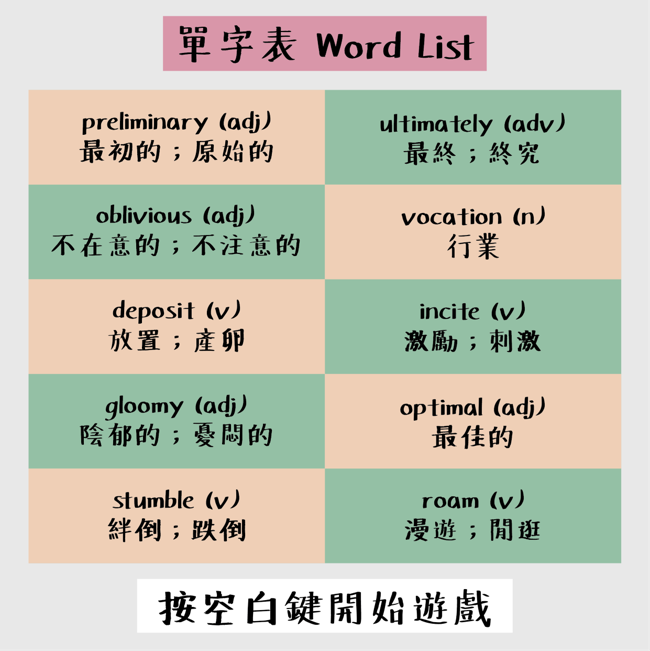 單字表 Word List
preliminary (adj)
最初的；原始的
ultimately (adv)
最終；終究
oblivious (adj)
不在意的；不注意的
vocation (n)
行業
deposit (v)
放置；產卵
incite (v)
激勵；刺激
gloomy (adj)
陰郁的；憂悶的
optimal (adj)
最佳的
stumble (v)
絆倒；跌倒
roam (v)
漫遊；閒逛
按空白鍵開始遊戲